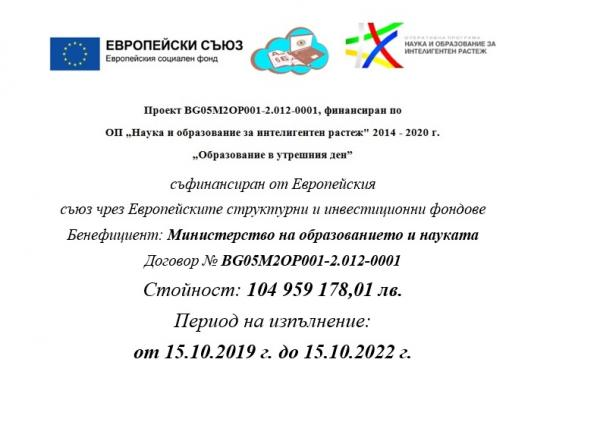 ЕВРОПЕЙСКИ СЪЮЗ
Европейския социален фонд
ОПЕРАТИВНА ПРОГРАМА
НАУКА И ОБРАЗОВАНИЕ ЗА
ИНТЕЛИГЕНТЕН РАСТЕЖ
Проект BG05M2OP001-2.012-0001, финансиран по
ОП „Наука и образование за интелигентен растеж" 2014 - 2020 г.
„Образование в утрешния ден”
съфинансиран от Европейския
съюз чрез Европейските структурни и инвестиционни фондове
Бенефициент: Министерство на образованието и науката
Договор № BG05M2OP001-2.012-0001
Стойност: 104 959 178,01 лв.
Период на изпълнение:
от 15.10.2019 г. до 15.10.2022 г.